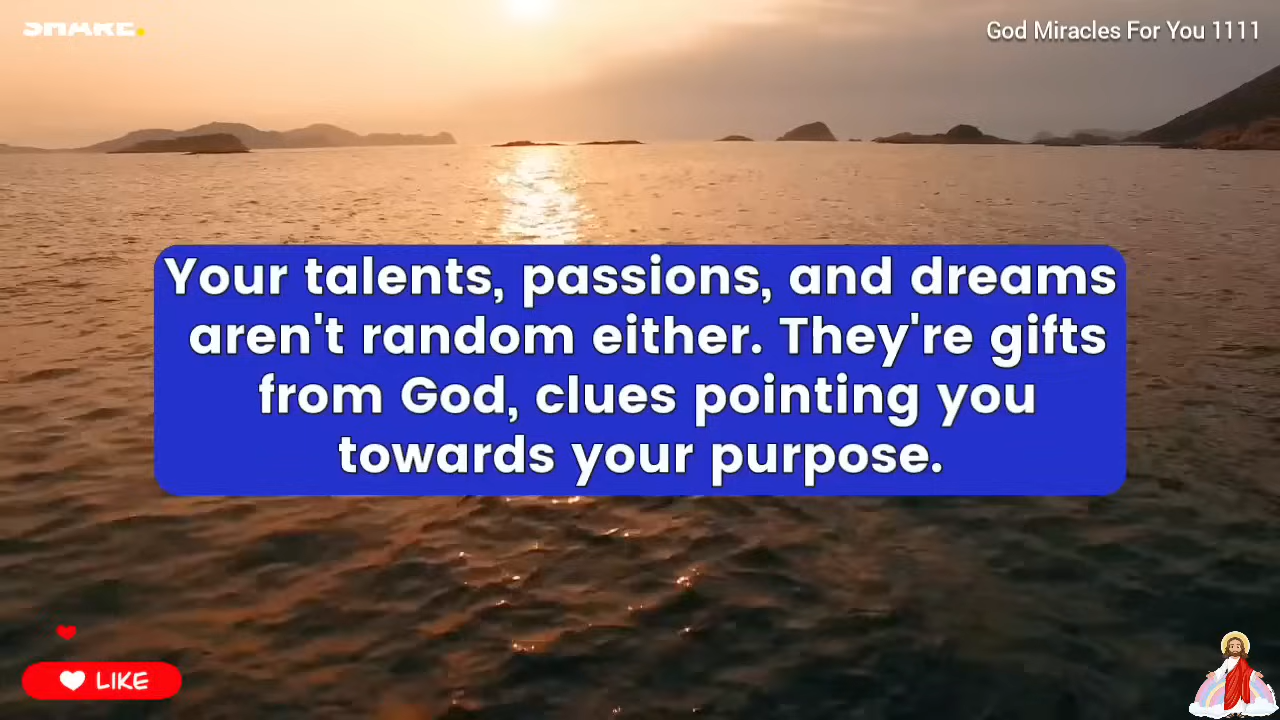 God Miracles For You 1111
Your talents, passions, and dreams
aren't random either. They're gifts
from God, clues pointing you
towards your purpose.
LIKE